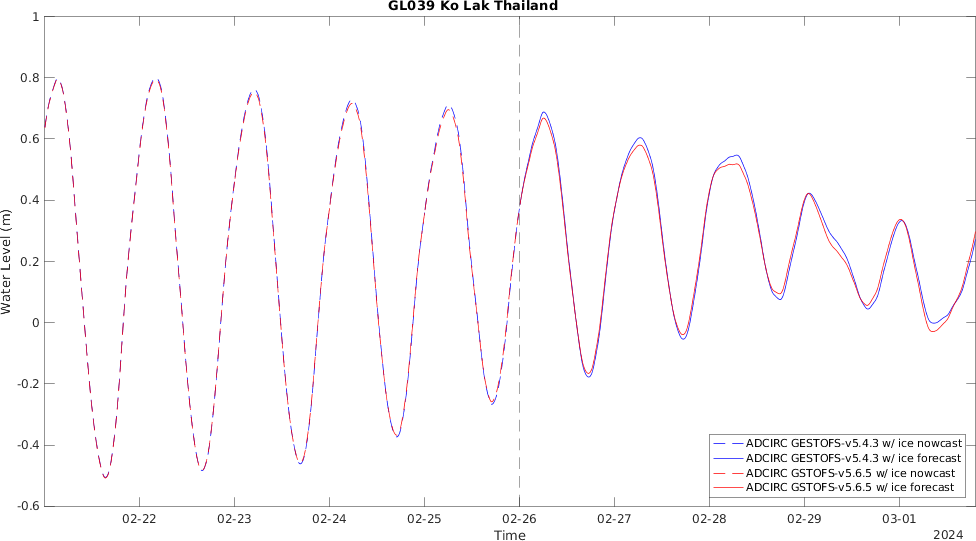 GL039 Ko Lak Thailand
1
0.8
0.6
0.4
0.2
0
-0.2
-0.4
-0.6
Water Level (m)
ADCIRC GESTOFS-v5.4.3 w/ ice nowcast
ADCIRC GESTOFS-v5.4.3 w/ ice forecast
ADCIRC GSTOFS-v5.6.5 w/ ice nowcast
ADCIRC GSTOFS-v5.6.5 w/ ice forecast
02-22 02-23 02-24 02-25 02-26 02-27 02-28 02-29 03-01
Time
2024